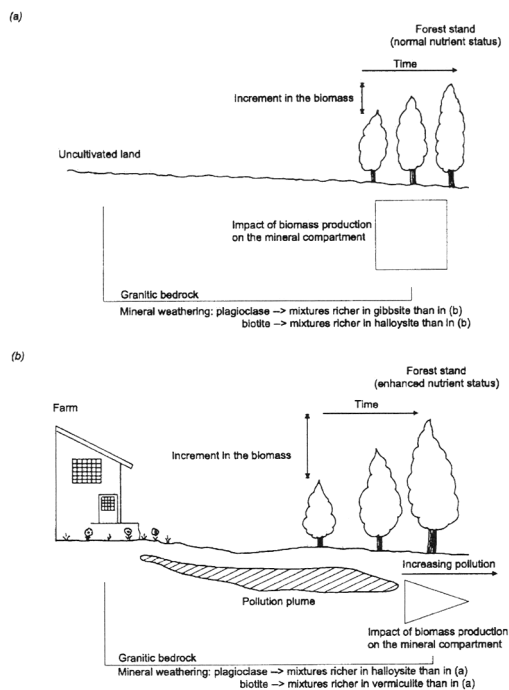 (a)
Forest stand
(normal nutrient status)
Time
Increment in the biomass
Uncultivated land
Impact of biomass production
on the mineral compartment
Granitic bedrock
Mineral weathering: plagioclase –> mixtures richer in gibbsite than in (b)
biotite –> mixtures richer in halloysite than in (b)
(b)
Forest stand
(enhanced nutrient status)
Farm
Time
Increment in the biomass
Increasing pollution
Pollution plume
Impact of biomass production
on the mineral compartment
Granitic bedrock
Mineral weathering: plagioclase –> mixtures richer in halloysite than in (a)
biotite –> mixtures richer in vermiculite than in (a)